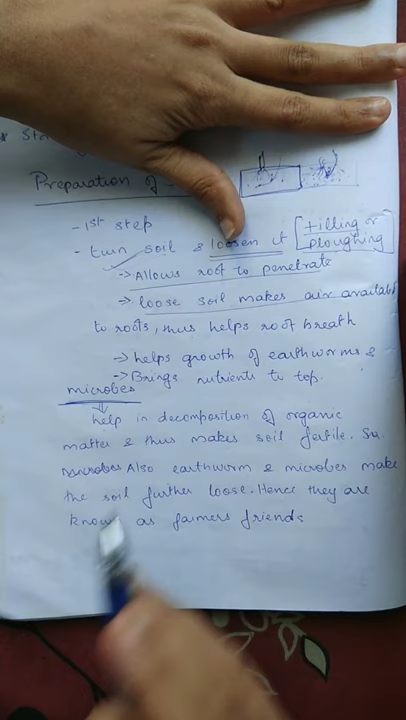 Preparation of
- 1st step
- turn soil & loosen it [tilling or ploughing]
-> Allows root to penetrate
-> loose soil makes air available
to roots, thus helps root breath
-> helps growth of earthworms &
-> Brings nutrients to top.
microbes
help in decomposition of organic
matter & thus makes soil fertile.
Also earthworm & microbes make
the soil further loose. Hence they are
known as farmers friends